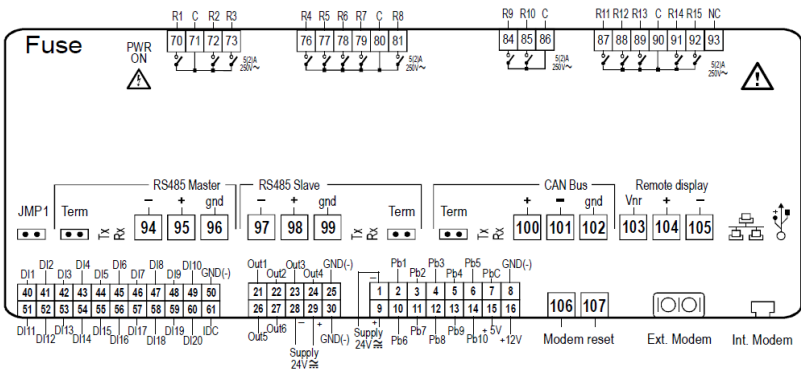 R1 C R2 R3 R4 R5 R6 R7 C R8 R9 R10 C R11 R12 R13 C R14 R15 NC
Fuse PWR ON 70 71 72 73 76 77 78 79 80 81 84 85 86 87 88 89 90 91 92 93
5(2)A 250V~ 5(2)A 250V~ 5(2)A 250V~ 5(2)A 250V~
RS485 Master RS485 Slave CAN Bus Remote display
JMP1 Term Tx Rx − + gnd − + gnd Tx Rx Term Term Tx Rx + − gnd Vnr + −
94 95 96 97 98 99 100 101 102 103 104 105
DI1 DI2 DI3 DI4 DI5 DI6 DI7 DI8 DI9 DI10 GND(-) Out1 Out2 Out3 Out4 GND(-) − Pb1 Pb2 Pb3 Pb4 Pb5 PbC GND(-)
40 41 42 43 44 45 46 47 48 49 50 21 22 23 24 25 1 2 3 4 5 6 7 8
51 52 53 54 55 56 57 58 59 60 61 26 27 28 29 30 9 10 11 12 13 14 15 16 106 107
DI11 DI12 DI13 DI14 DI15 DI16 DI17 DI18 DI19 DI20 IDC Out5 Out6 − + GND(-) + Pb6 Pb7 Pb8 Pb9 Pb10 + 5V +12V
Supply 24V Supply 24V Modem reset Ext. Modem Int. Modem